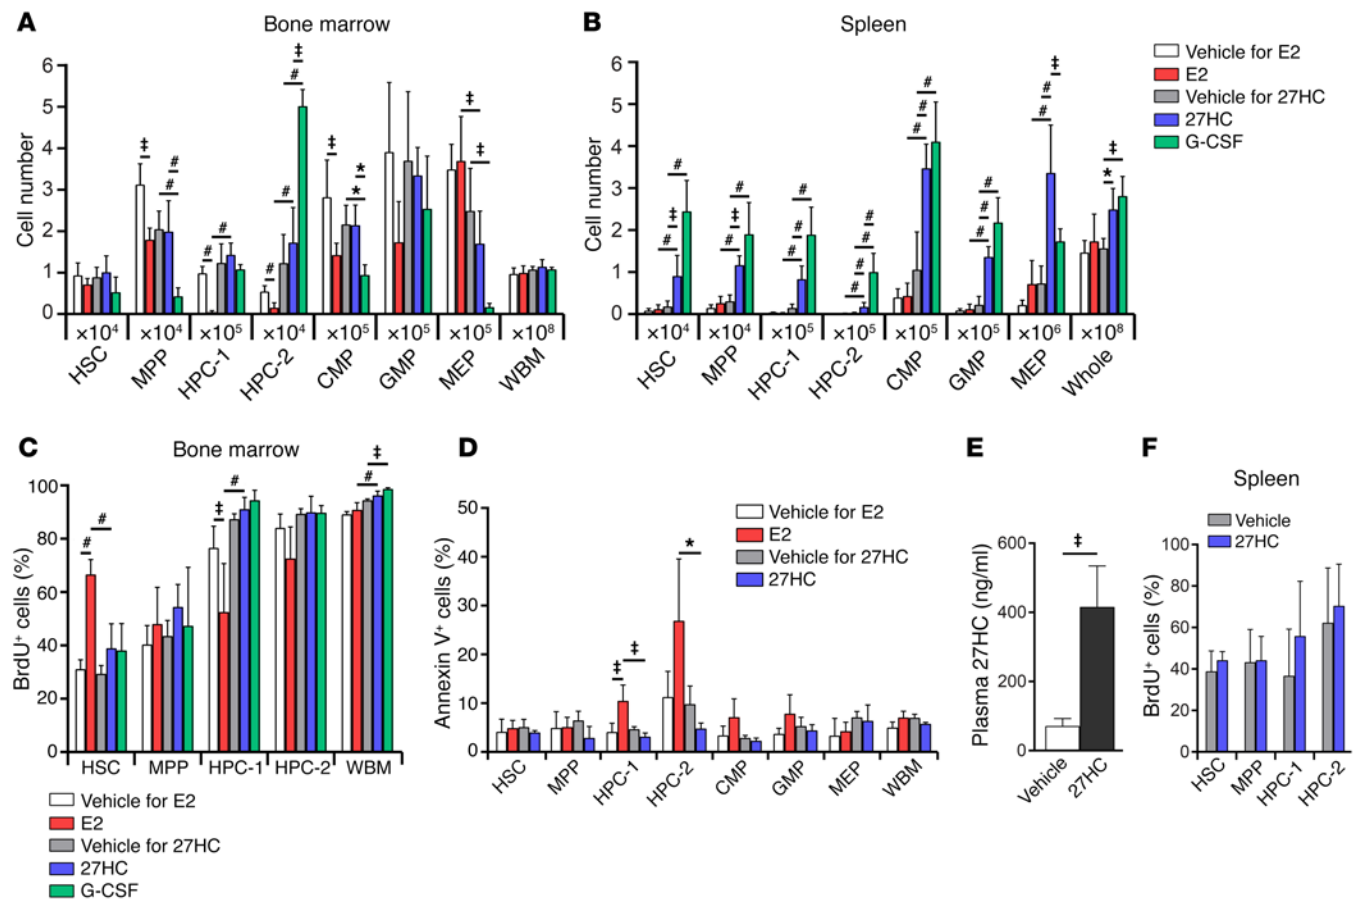 A
Bone marrow
‡
#
‡
#
#
‡
#
#
#
‡
*
*
‡
‡
Cell number
6
5
4
3
2
1
0
×10⁴
×10⁴
×10⁵
×10⁴
×10⁵
×10⁵
×10⁵
×10⁸
HSC
MPP
HPC-1
HPC-2
CMP
GMP
MEP
WBM
B
Spleen
#
‡
#
#
‡
#
#
#
#
#
#
#
#
#
#
#
#
#
‡
#
#
‡
*
Cell number
6
5
4
3
2
1
0
×10⁴
×10⁴
×10⁵
×10⁵
×10⁵
×10⁵
×10⁶
×10⁸
HSC
MPP
HPC-1
HPC-2
CMP
GMP
MEP
Whole
Vehicle for E2
E2
Vehicle for 27HC
27HC
G-CSF
C
Bone marrow
#
#
‡
#
‡
#
BrdU⁺ cells (%)
100
80
60
40
20
0
HSC
MPP
HPC-1
HPC-2
WBM
Vehicle for E2
E2
Vehicle for 27HC
27HC
G-CSF
D
Vehicle for E2
E2
Vehicle for 27HC
27HC
‡
‡
*
Annexin V⁺ cells (%)
50
40
30
20
10
0
HSC
MPP
HPC-1
HPC-2
CMP
GMP
MEP
WBM
E
‡
Plasma 27HC (ng/ml)
600
400
200
0
Vehicle
27HC
F
Spleen
Vehicle
27HC
BrdU⁺ cells (%)
100
80
60
40
20
0
HSC
MPP
HPC-1
HPC-2